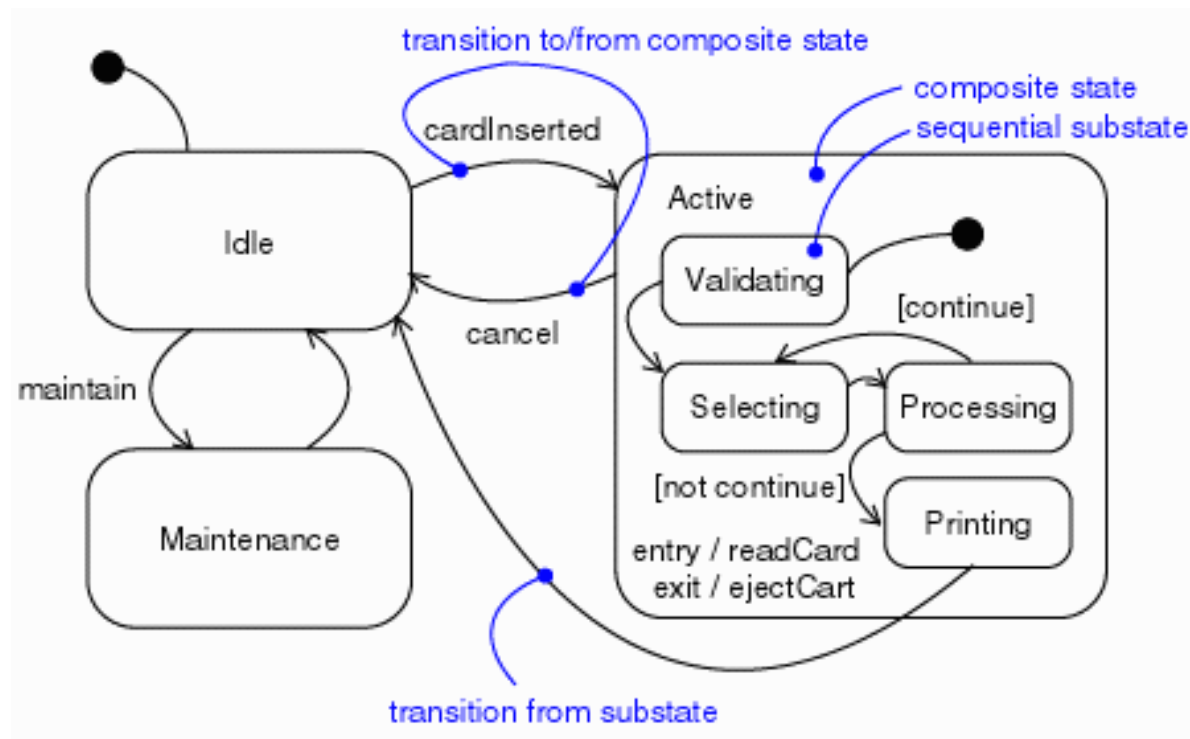 transition to/from composite state
composite state
cardInserted
sequential substate
Active
Idle
Validating
[continue]
cancel
maintain
Selecting
Processing
[not continue]
Printing
Maintenance
entry / readCard
exit / ejectCart
transition from substate